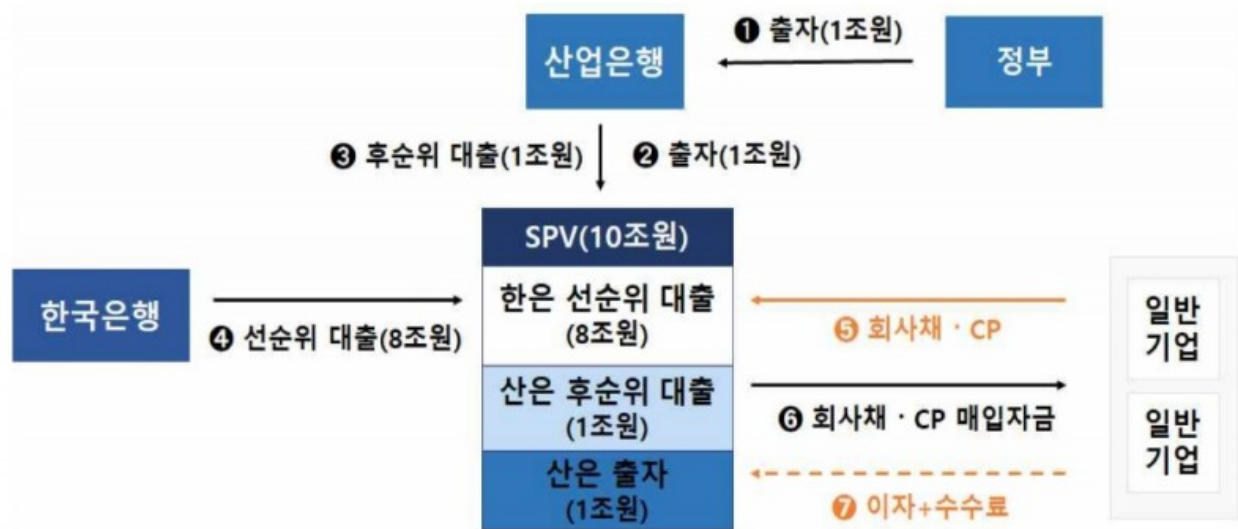 ❶ 출자(1조원)
산업은행
정부
❸ 후순위 대출(1조원)
❷ 출자(1조원)
SPV(10조원)
한국은행
❹ 선순위 대출(8조원)
한은 선순위 대출
(8조원)
❺ 회사채 · CP
일반
기업
산은 후순위 대출
(1조원)
❻ 회사채 · CP 매입자금
일반
기업
산은 출자
(1조원)
❼ 이자+수수료